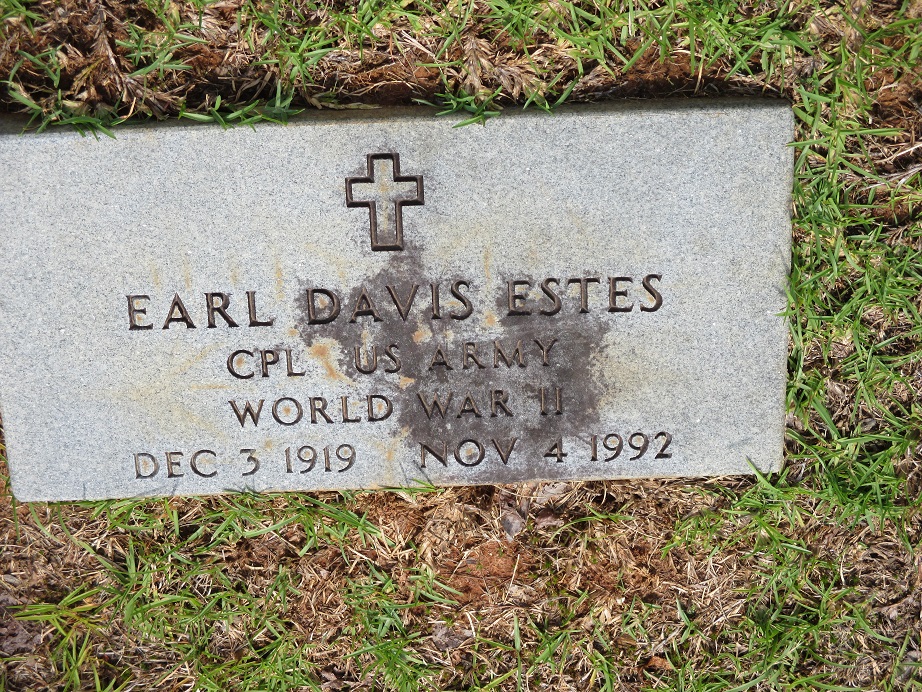 EARL DAVIS ESTES
CPL US ARMY
WORLD WAR II
DEC 3 1919 NOV 4 1992